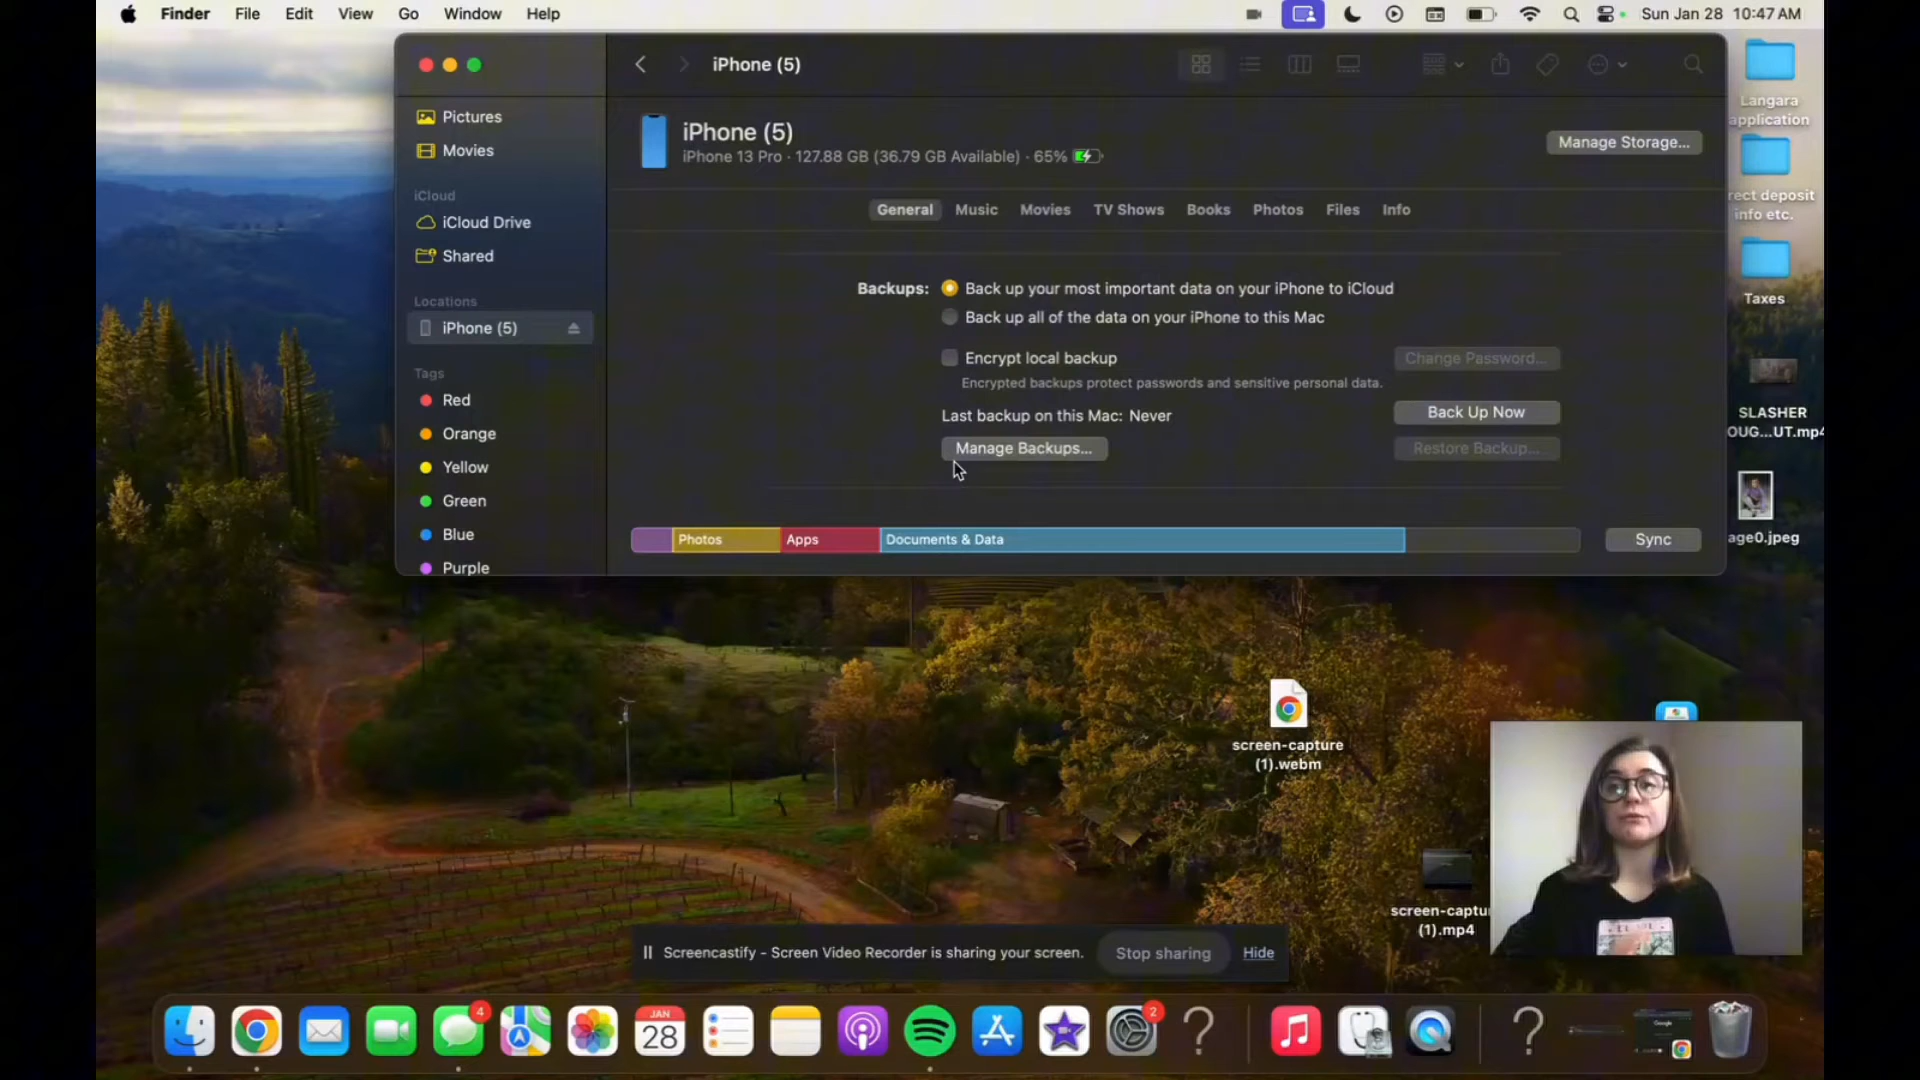 Finder File Edit View Go Window Help
Sun Jan 28 10:47 AM
iPhone (5)
Pictures
Movies
iCloud
iCloud Drive
Shared
Locations
iPhone (5)
Tags
Red
Orange
Yellow
Green
Blue
Purple
iPhone (5)
iPhone 13 Pro · 127.88 GB (36.79 GB Available) · 65%
Manage Storage...
General Music Movies TV Shows Books Photos Files Info
Backups: Back up your most important data on your iPhone to iCloud
Back up all of the data on your iPhone to this Mac
Encrypt local backup
Change Password...
Encrypted backups protect passwords and sensitive personal data.
Last backup on this Mac: Never
Back Up Now
Manage Backups...
Restore Backup...
Photos Apps Documents & Data
Sync
Langara
application
rect deposit
info etc.
Taxes
SLASHER
OUG...UT.mp4
age0.jpeg
screen-capture
(1).webm
screen-captu
(1).mp4
Screencastify - Screen Video Recorder is sharing your screen.
Stop sharing
Hide
4
JAN
28
2
Google